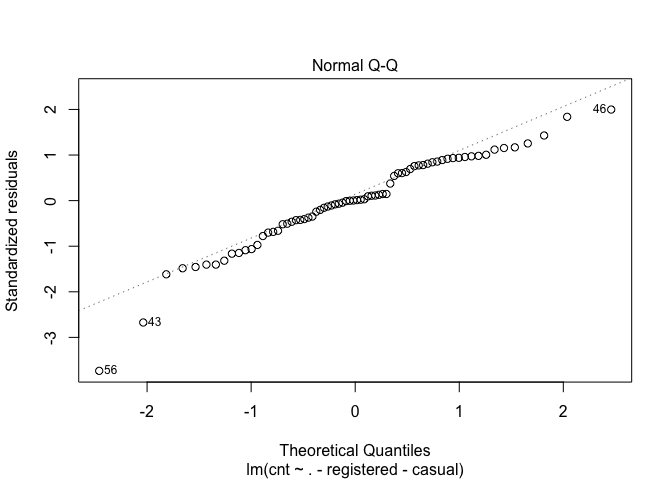 Normal Q-Q
Standardized residuals
2
1
0
-1
-2
-3
46
43
56
-2 -1 0 1 2
Theoretical Quantiles
lm(cnt ~ . - registered - casual)